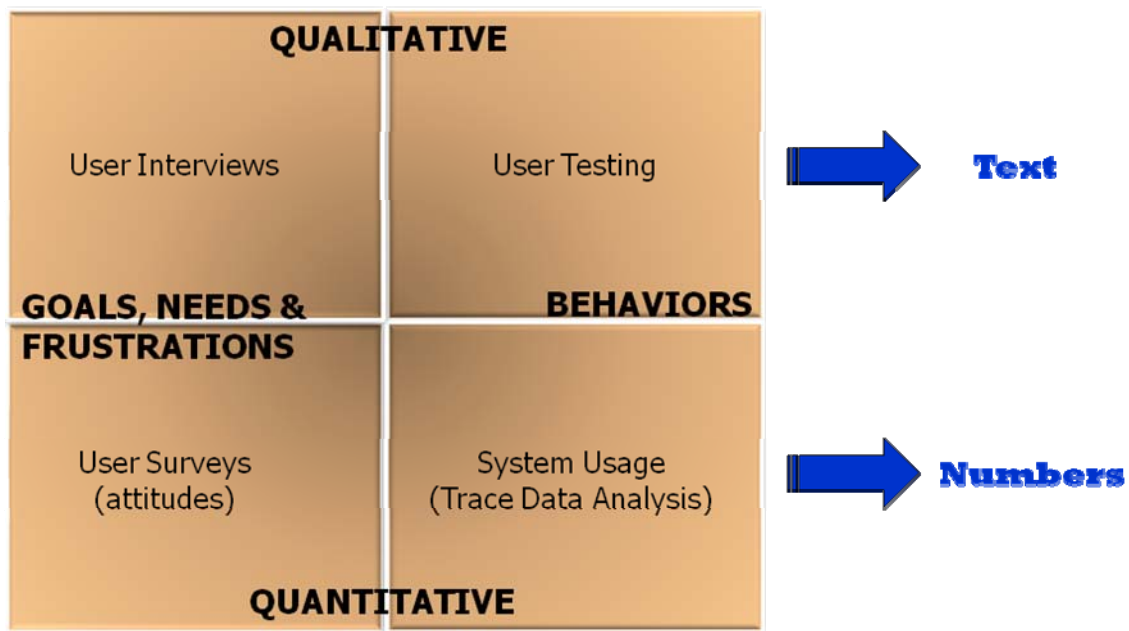 QUALITATIVE
User Interviews
User Testing
Text
GOALS, NEEDS &
FRUSTRATIONS
BEHAVIORS
User Surveys
(attitudes)
System Usage
(Trace Data Analysis)
Numbers
QUANTITATIVE